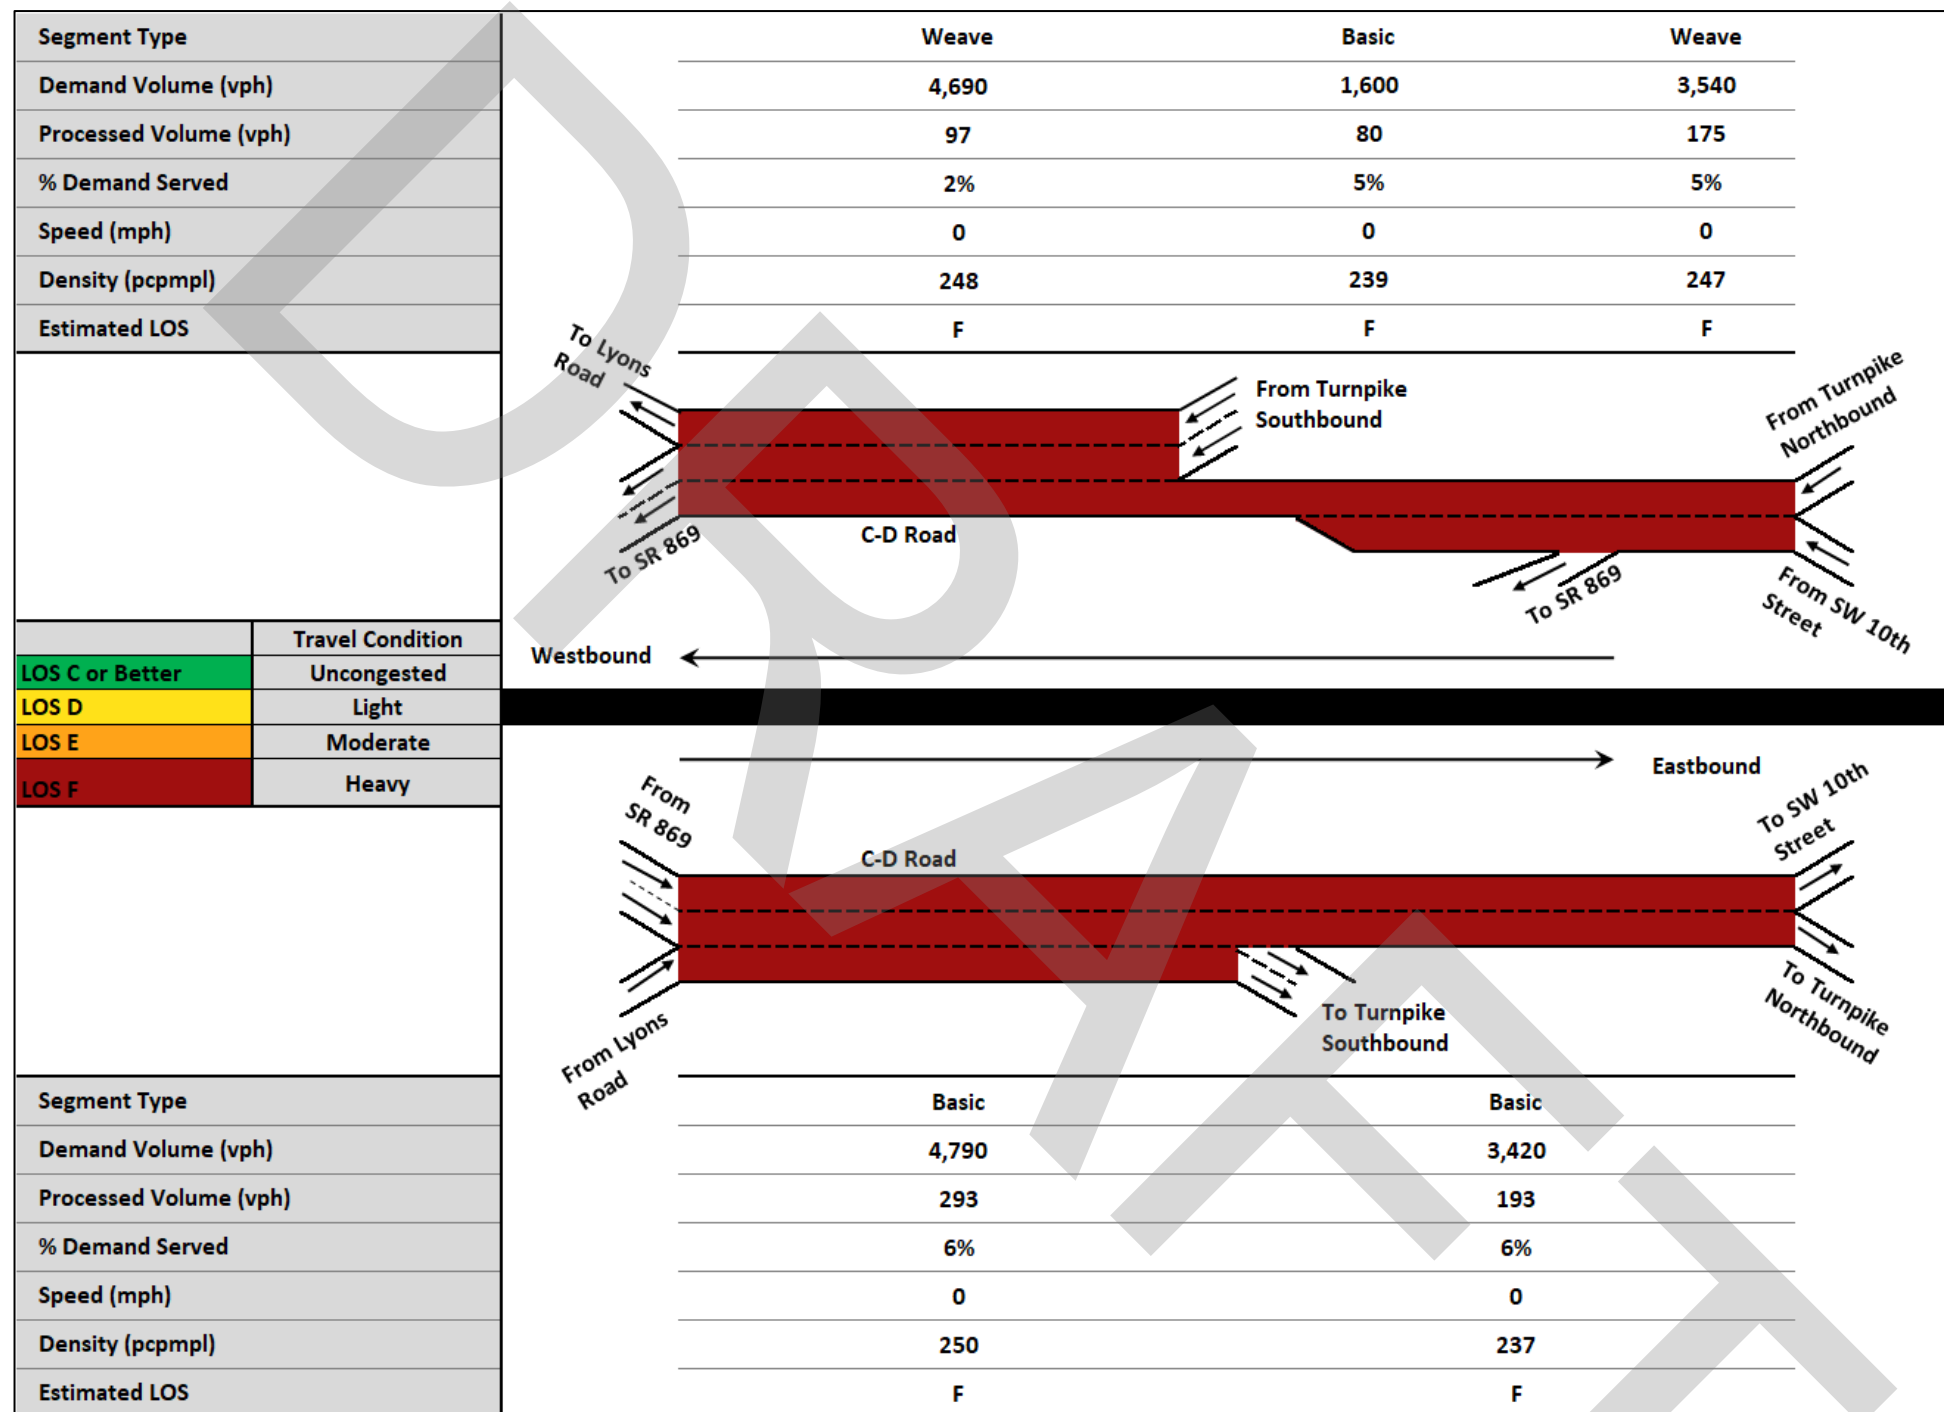 Segment Type Weave Basic Weave
Demand Volume (vph) 4,690 1,600 3,540
Processed Volume (vph) 97 80 175
% Demand Served 2% 5% 5%
Speed (mph) 0 0 0
Density (pcpmpl) 248 239 247
Estimated LOS F F F
To Lyons
Road
From Turnpike
Southbound
From Turnpike
Northbound
To SR 869
C-D Road
To SR 869
From SW 10th
Street
Westbound
Travel Condition
LOS C or Better Uncongested
LOS D Light
LOS E Moderate
LOS F Heavy
Eastbound
From
SR 869
C-D Road
To SW 10th
Street
From Lyons
Road
To Turnpike
Southbound
To Turnpike
Northbound
Segment Type Basic Basic
Demand Volume (vph) 4,790 3,420
Processed Volume (vph) 293 193
% Demand Served 6% 6%
Speed (mph) 0 0
Density (pcpmpl) 250 237
Estimated LOS F F
DRAFT